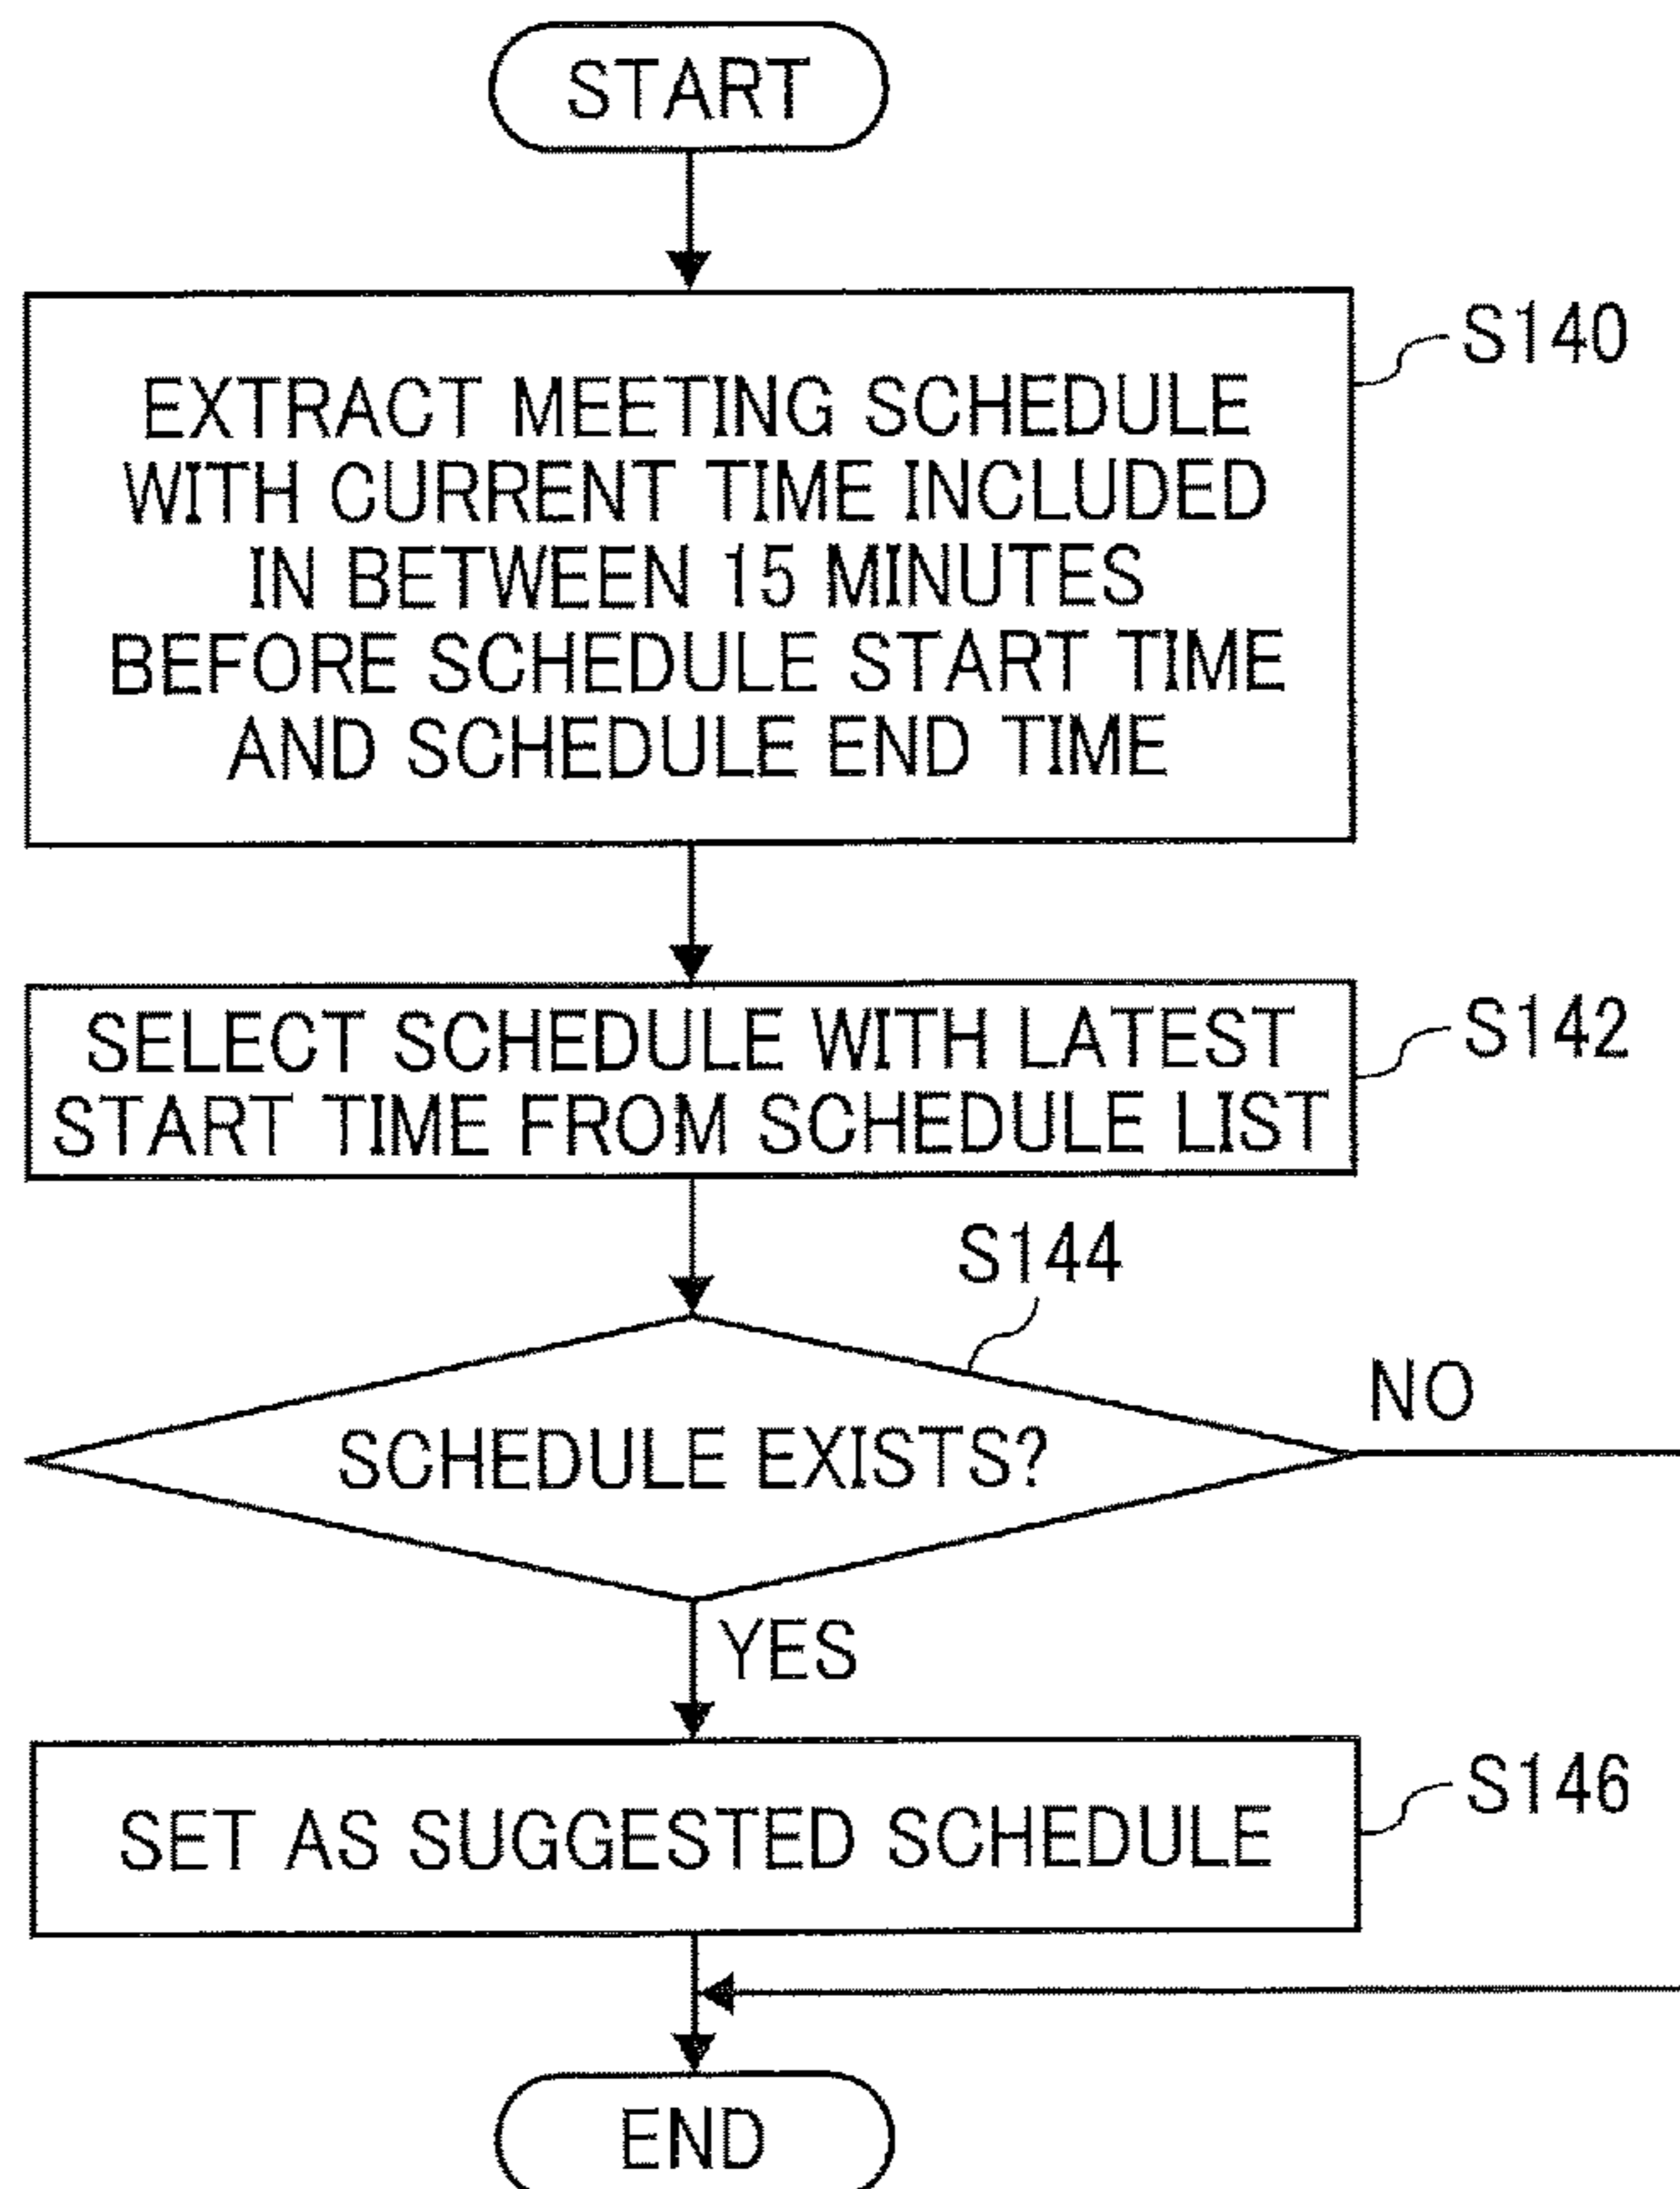 START
S140
EXTRACT MEETING SCHEDULE
WITH CURRENT TIME INCLUDED
IN BETWEEN 15 MINUTES
BEFORE SCHEDULE START TIME
AND SCHEDULE END TIME
S142
SELECT SCHEDULE WITH LATEST
START TIME FROM SCHEDULE LIST
S144
NO
SCHEDULE EXISTS?
YES
S146
SET AS SUGGESTED SCHEDULE
END